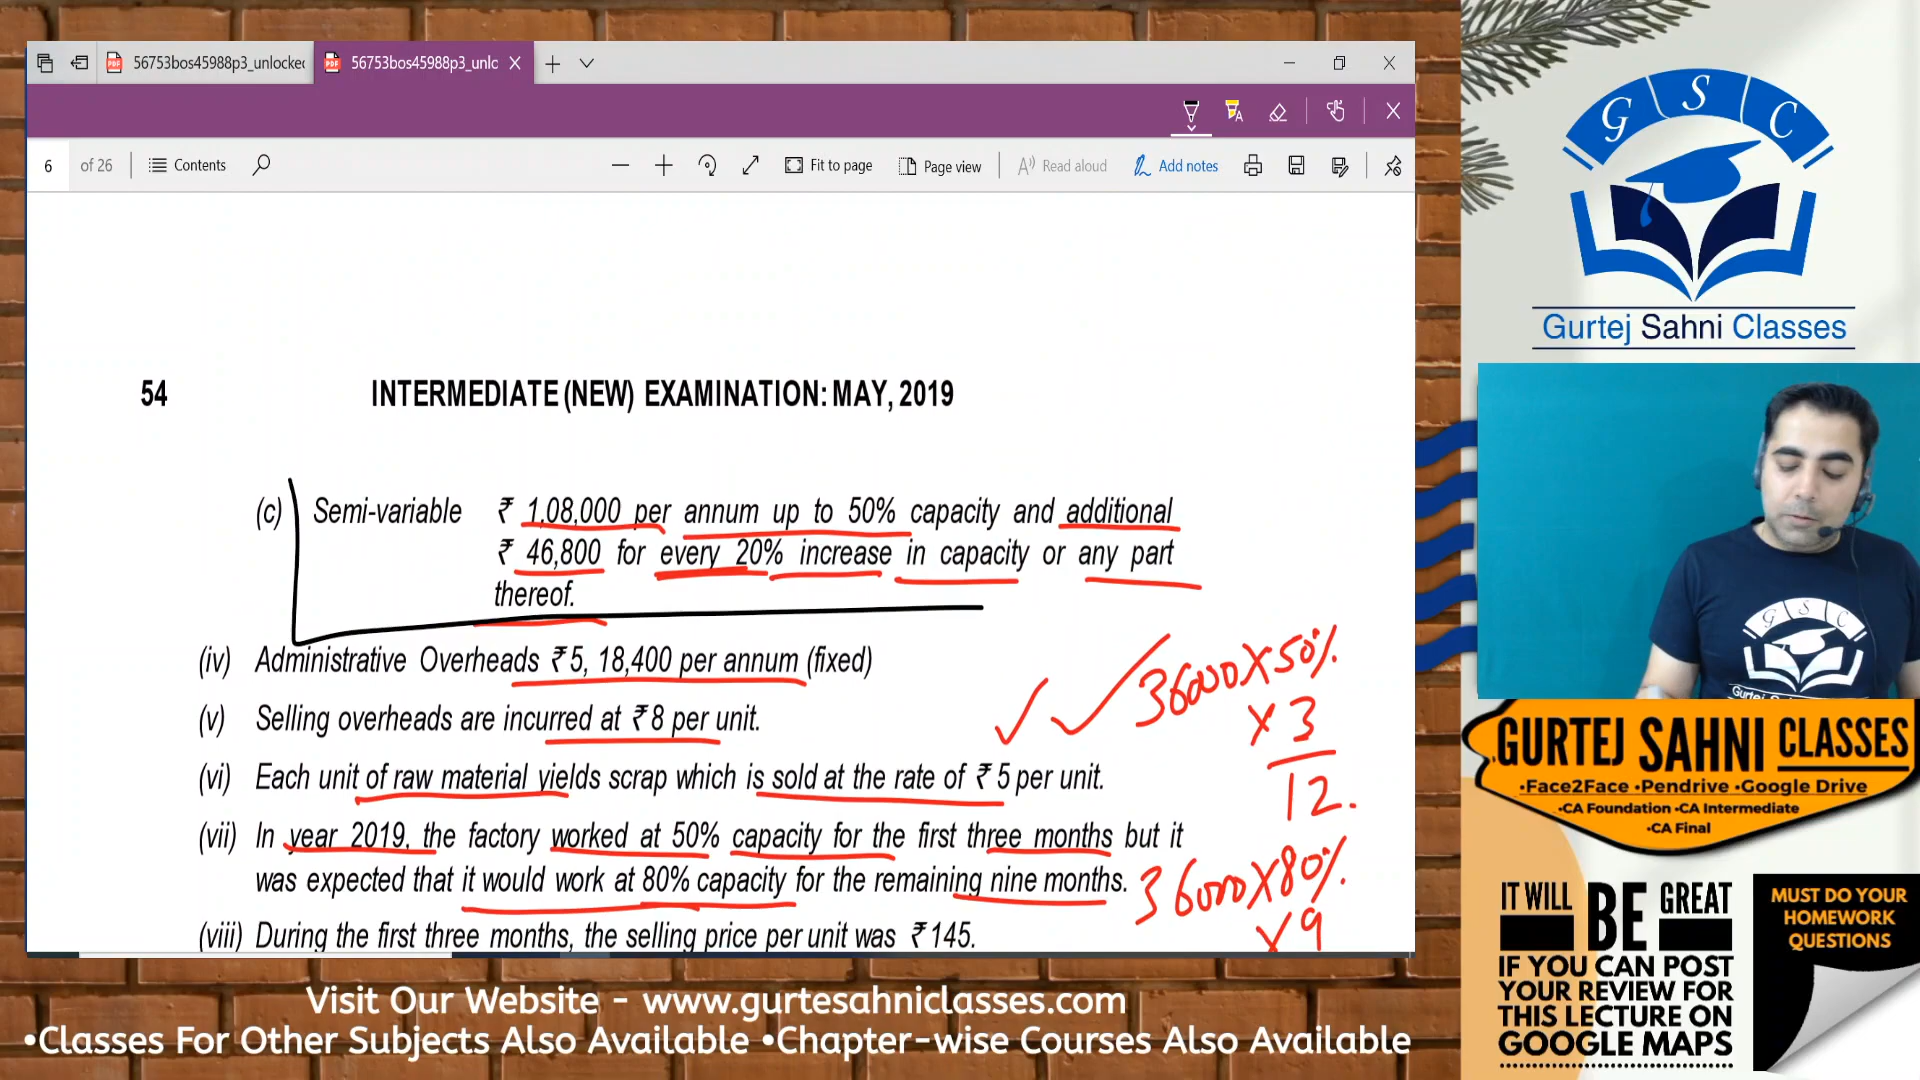 56753bos45988p3_unlocked
56753bos45988p3_unlo
6 of 26
Contents
Fit to page
Page view
Read aloud
Add notes
54
INTERMEDIATE (NEW) EXAMINATION: MAY, 2019
(c) Semi-variable ₹ 1,08,000 per annum up to 50% capacity and additional
₹ 46,800 for every 20% increase in capacity or any part
thereof.
(iv) Administrative Overheads ₹ 5, 18,400 per annum (fixed)
(v) Selling overheads are incurred at ₹ 8 per unit.
(vi) Each unit of raw material yields scrap which is sold at the rate of ₹ 5 per unit.
(vii) In year 2019, the factory worked at 50% capacity for the first three months but it
was expected that it would work at 80% capacity for the remaining nine months.
(viii) During the first three months, the selling price per unit was ₹ 145.
36000 X 50%
X 3
12.
36000 X 80%
X 9
G S C
Gurtej Sahni Classes
G S C
GURTEJ SAHNI CLASSES
•Face2Face •Pendrive •Google Drive
•CA Foundation •CA Intermediate
•CA Final
IT WILL BE GREAT
IF YOU CAN POST
YOUR REVIEW FOR
THIS LECTURE ON
GOOGLE MAPS
MUST DO YOUR
HOMEWORK
QUESTIONS
Visit Our Website - www.gurtesahniclasses.com
•Classes For Other Subjects Also Available •Chapter-wise Courses Also Available